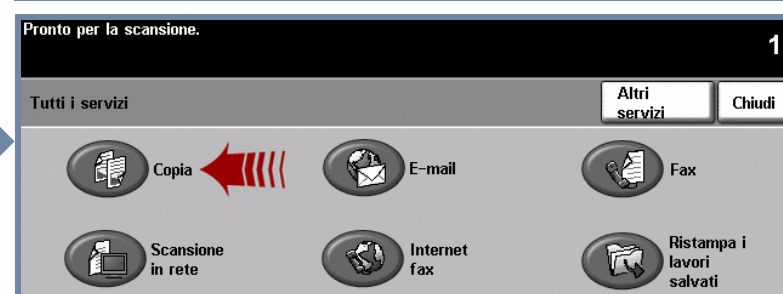 Pronto per la scansione.
1
Tutti i servizi
Altri
servizi
Chiudi
Copia
E-mail
Fax
Scansione
in rete
Internet
fax
Ristampa i
lavori
salvati